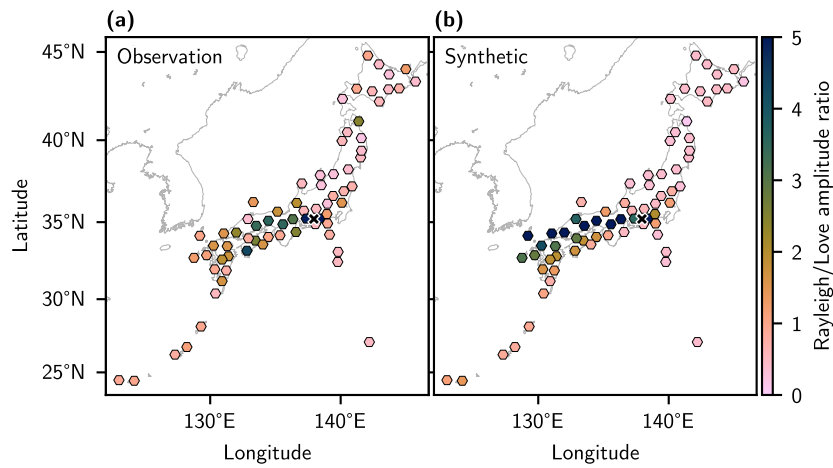 (a)
(b)
Observation
Synthetic
45°N
40°N
35°N
30°N
25°N
Latitude
130°E
140°E
130°E
140°E
Longitude
Longitude
5
4
3
2
1
0
Rayleigh/Love amplitude ratio